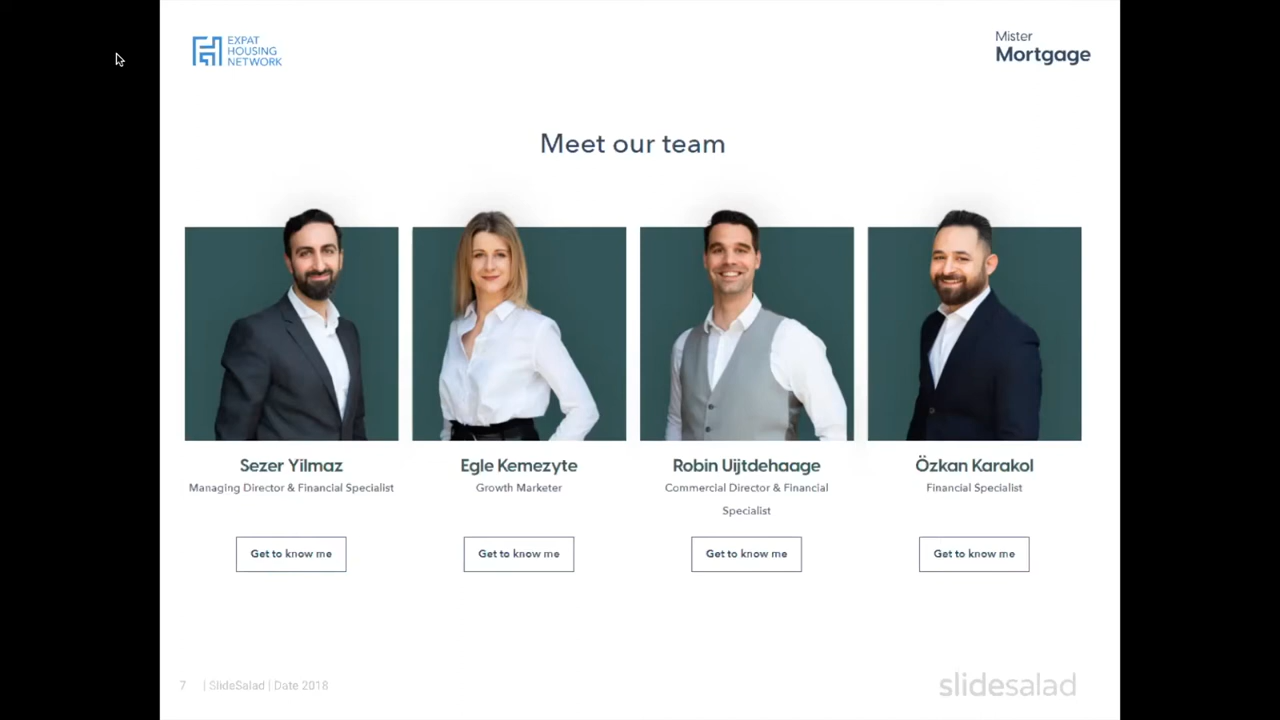 EXPAT
HOUSING
NETWORK
Mister
Mortgage
Meet our team
Sezer Yilmaz
Managing Director & Financial Specialist
Get to know me
Egle Kemezyte
Growth Marketer
Get to know me
Robin Uijtdehaage
Commercial Director & Financial
Specialist
Get to know me
Özkan Karakol
Financial Specialist
Get to know me
7 | SlideSalad | Date 2018
slidesalad